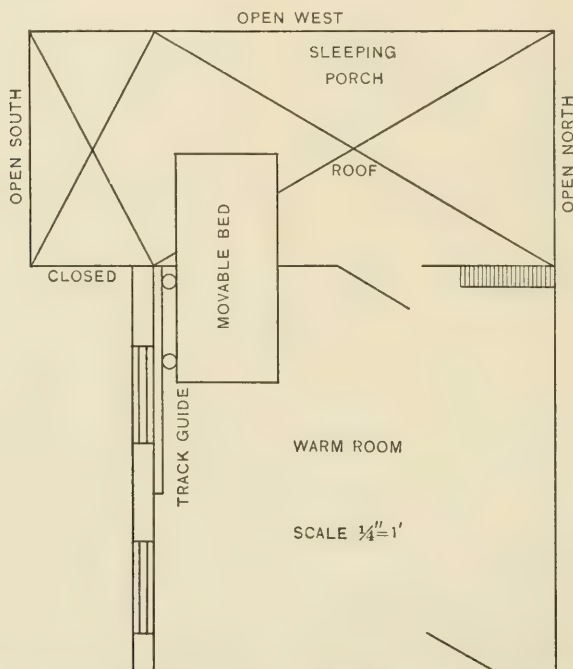 OPEN WEST
SLEEPING
PORCH
OPEN SOUTH
OPEN NORTH
ROOF
CLOSED
MOVABLE BED
TRACK GUIDE
WARM ROOM
SCALE ¼"=1'